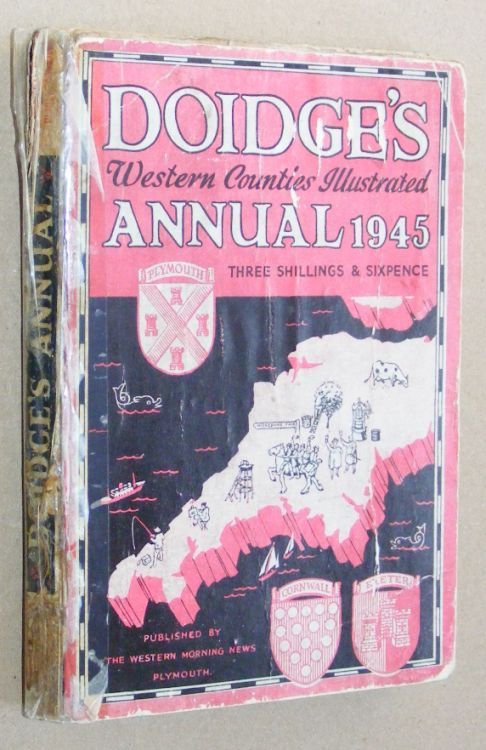 DOIDGE'S
Western Counties Illustrated
ANNUAL 1945
THREE SHILLINGS & SIXPENCE
PLYMOUTH
CORNWALL
EXETER
PUBLISHED BY
THE WESTERN MORNING NEWS
PLYMOUTH.
DOIDGE'S ANNUAL